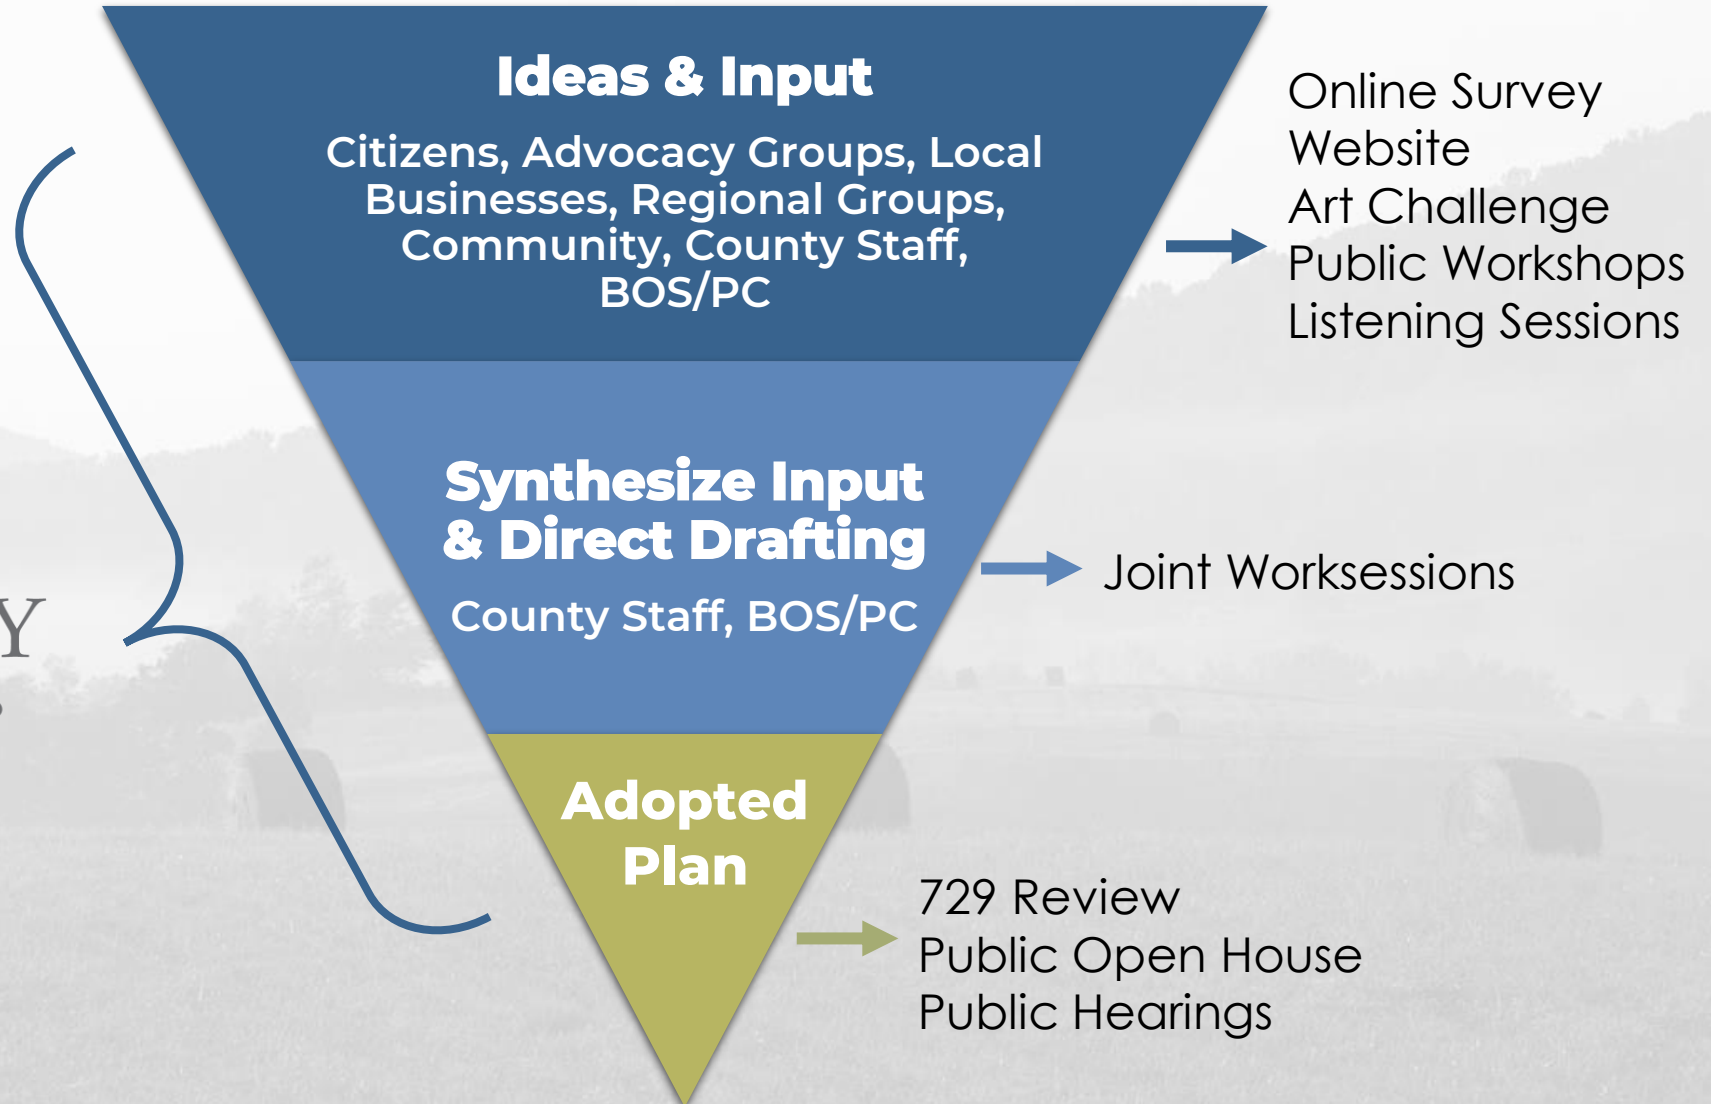 Ideas & Input
Citizens, Advocacy Groups, Local
Businesses, Regional Groups,
Community, County Staff,
BOS/PC
Online Survey
Website
Art Challenge
Public Workshops
Listening Sessions
Synthesize Input
& Direct Drafting
County Staff, BOS/PC
Joint Worksessions
Y
Adopted
Plan
729 Review
Public Open House
Public Hearings